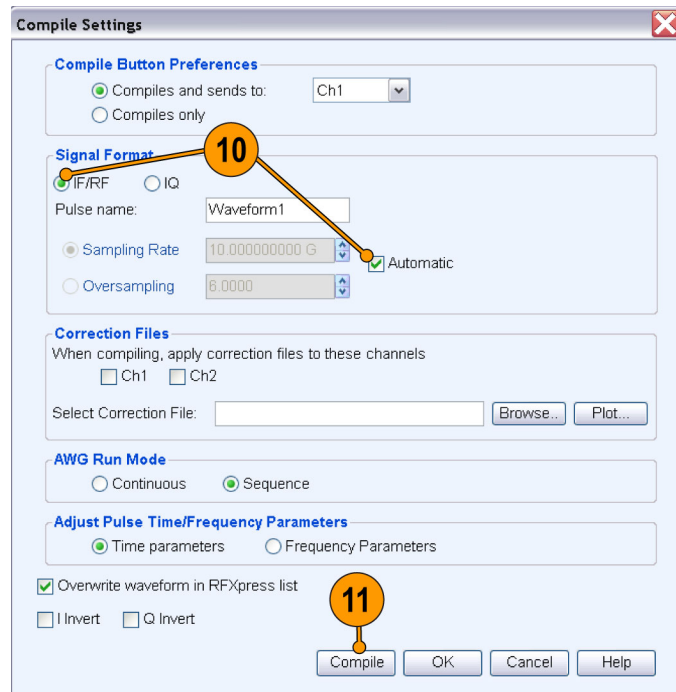 Compile Settings
Compile Button Preferences
Compiles and sends to: Ch1
Compiles only
Signal Format
10
IF/RF IQ
Pulse name: Waveform1
Sampling Rate 10.000000000 G
Automatic
Oversampling 6.0000
Correction Files
When compiling, apply correction files to these channels
Ch1 Ch2
Select Correction File: Browse.. Plot...
AWG Run Mode
Continuous Sequence
Adjust Pulse Time/Frequency Parameters
Time parameters Frequency Parameters
Overwrite waveform in RFXpress list
11
I Invert Q Invert
Compile OK Cancel Help